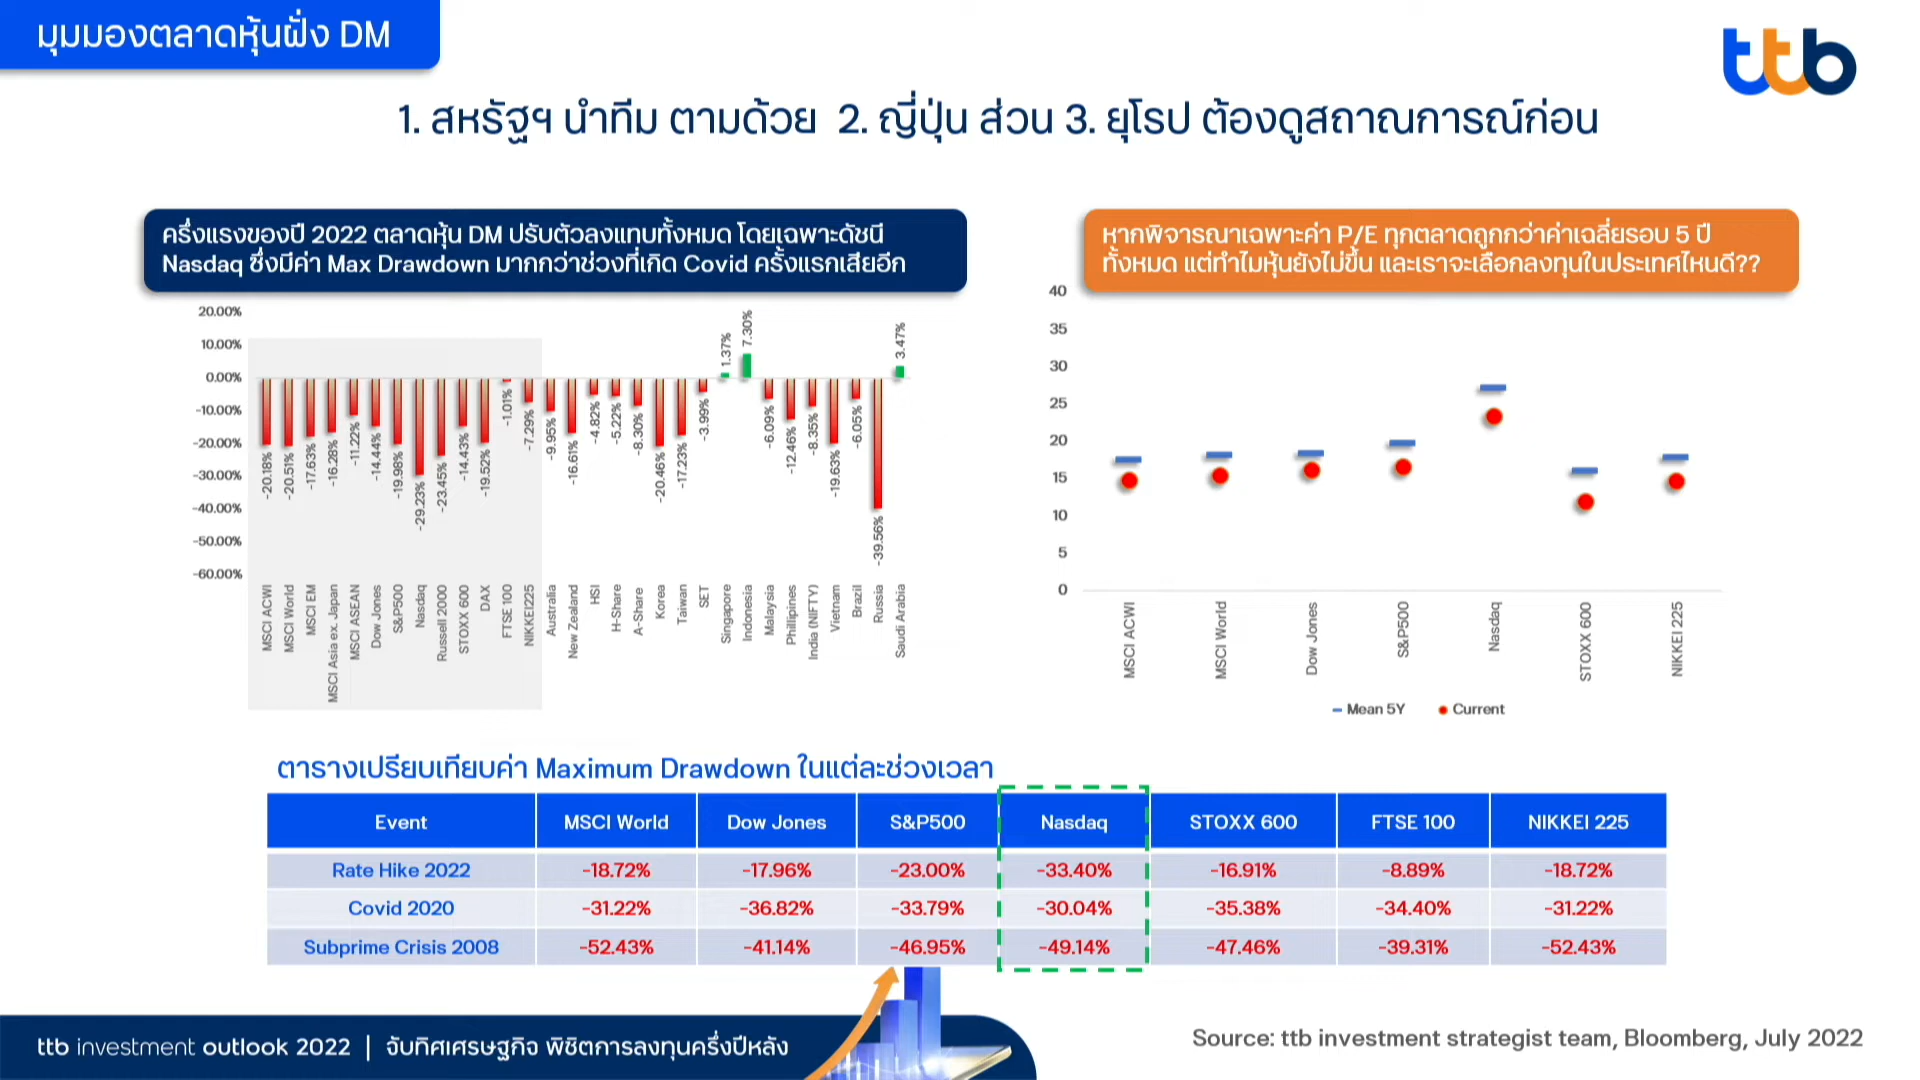 มุมมองตลาดหุ้นฝั่ง DM
ttb
1. สหรัฐฯ นำทีม ตามด้วย 2. ญี่ปุ่น ส่วน 3. ยุโรป ต้องดูสถาณการณ์ก่อน
ครึ่งแรงของปี 2022 ตลาดหุ้น DM ปรับตัวลงแทบทั้งหมด โดยเฉพาะดัชนี
Nasdaq ซึ่งมีค่า Max Drawdown มากกว่าช่วงที่เกิด Covid ครั้งแรกเสียอีก
20.00%
10.00%
0.00%
-10.00%
-20.00%
-30.00%
-40.00%
-50.00%
-60.00%
-20.18%
-20.51%
-17.63%
-16.28%
-11.22%
-14.44%
-19.98%
-29.23%
-23.45%
-14.43%
-19.52%
-1.01%
-7.29%
-9.95%
-16.61%
-4.82%
-5.22%
-8.30%
-20.46%
-17.23%
-3.99%
1.37%
7.30%
-6.09%
-12.46%
-8.35%
-19.63%
-6.05%
-39.56%
3.47%
MSCI ACWI
MSCI World
MSCI EM
MSCI Asia ex. Japan
MSCI ASEAN
Dow Jones
S&P500
Nasdaq
Russell 2000
STOXX 600
DAX
FTSE 100
NIKKEI225
Australia
New Zealand
HSI
H-Share
A-Share
Korea
Taiwan
SET
Singapore
Indonesia
Malaysia
Phillipines
India (NIFTY)
Vietnam
Brazil
Russia
Saudi Arabia
หากพิจารณาเฉพาะค่า P/E ทุกตลาดถูกกว่าค่าเฉลี่ยรอบ 5 ปี
ทั้งหมด แต่ทำไมหุ้นยังไม่ขึ้น และเราจะเลือกลงทุนในประเทศไหนดี??
40
35
30
25
20
15
10
5
0
MSCI ACWI
MSCI World
Dow Jones
S&P500
Nasdaq
STOXX 600
NIKKEI 225
Mean 5Y Current
ตารางเปรียบเทียบค่า Maximum Drawdown ในแต่ละช่วงเวลา
Event MSCI World Dow Jones S&P500 Nasdaq STOXX 600 FTSE 100 NIKKEI 225
Rate Hike 2022 -18.72% -17.96% -23.00% -33.40% -16.91% -8.89% -18.72%
Covid 2020 -31.22% -36.82% -33.79% -30.04% -35.38% -34.40% -31.22%
Subprime Crisis 2008 -52.43% -41.14% -46.95% -49.14% -47.46% -39.31% -52.43%
ttb investment outlook 2022 | จับทิศเศรษฐกิจ พิชิตการลงทุนครึ่งปีหลัง
Source: ttb investment strategist team, Bloomberg, July 2022